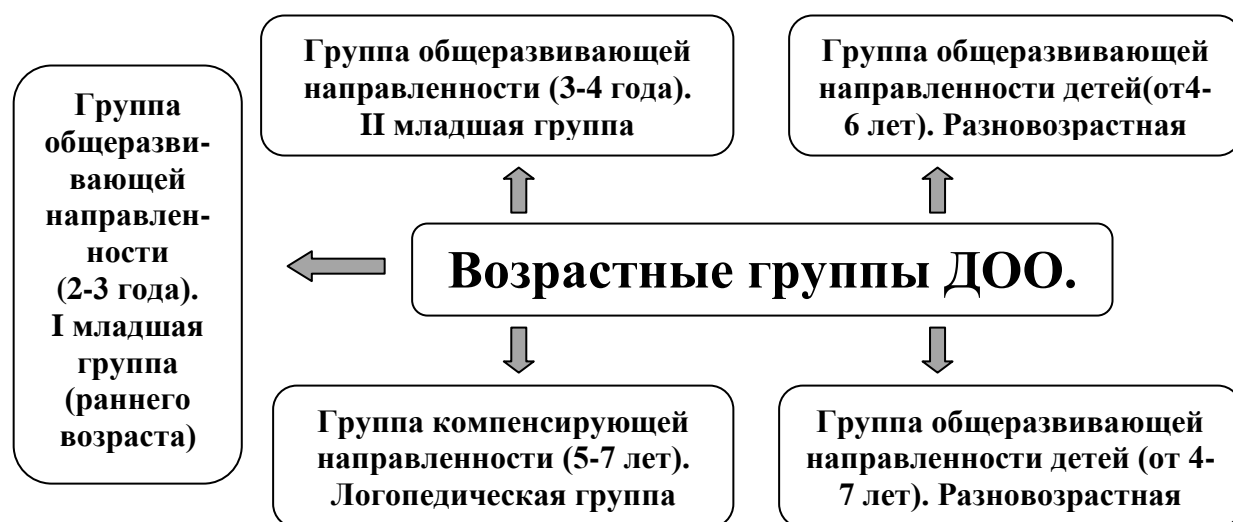 Группа общеразвивающей
направленности (3-4 года).
II младшая группа
Группа общеразвивающей
направленности детей(от4-
6 лет). Разновозрастная
Группа
общеразви-
вающей
направлен-
ности
(2-3 года).
I младшая
группа
(раннего
возраста)
Возрастные группы ДОО.
Группа компенсирующей
направленности (5-7 лет).
Логопедическая группа
Группа общеразвивающей
направленности детей (от 4-
7 лет). Разновозрастная